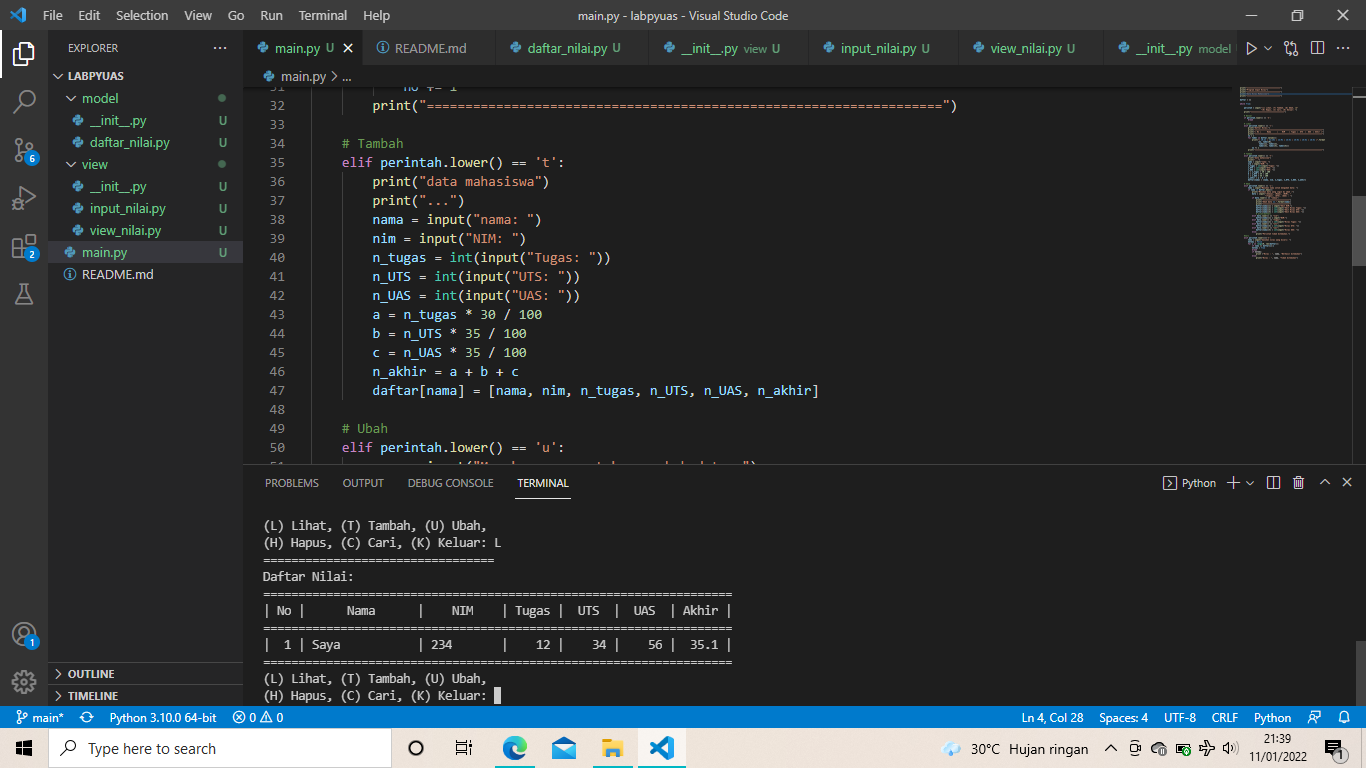 File Edit Selection View Go Run Terminal Help main.py - labpyuas - Visual Studio Code
EXPLORER ...
main.py U
README.md
daftar_nilai.py U
__init__.py view U
input_nilai.py U
view_nilai.py U
__init__.py model
LABPYUAS
model
__init__.py U
daftar_nilai.py U
view
__init__.py U
input_nilai.py U
view_nilai.py U
main.py U
README.md
6
2
1
OUTLINE
TIMELINE
main.py > ...
31 no += 1
32 print("===================================================================")
33
34 # Tambah
35 elif perintah.lower() == 't':
36 print("data mahasiswa")
37 print("...")
38 nama = input("nama: ")
39 nim = input("NIM: ")
40 n_tugas = int(input("Tugas: "))
41 n_UTS = int(input("UTS: "))
42 n_UAS = int(input("UAS: "))
43 a = n_tugas * 30 / 100
44 b = n_UTS * 35 / 100
45 c = n_UAS * 35 / 100
46 n_akhir = a + b + c
47 daftar[nama] = [nama, nim, n_tugas, n_UTS, n_UAS, n_akhir]
48
49 # Ubah
50 elif perintah.lower() == 'u':
PROBLEMS OUTPUT DEBUG CONSOLE TERMINAL
Python
(L) Lihat, (T) Tambah, (U) Ubah,
(H) Hapus, (C) Cari, (K) Keluar: L
=================================
Daftar Nilai:
===================================================================
| No | Nama | NIM | Tugas | UTS | UAS | Akhir |
===================================================================
| 1 | Saya | 234 | 12 | 34 | 56 | 35.1 |
===================================================================
(L) Lihat, (T) Tambah, (U) Ubah,
(H) Hapus, (C) Cari, (K) Keluar:
main* Python 3.10.0 64-bit 0 0 Ln 4, Col 28 Spaces: 4 UTF-8 CRLF Python
Type here to search
30°C Hujan ringan
21:39
11/01/2022
1